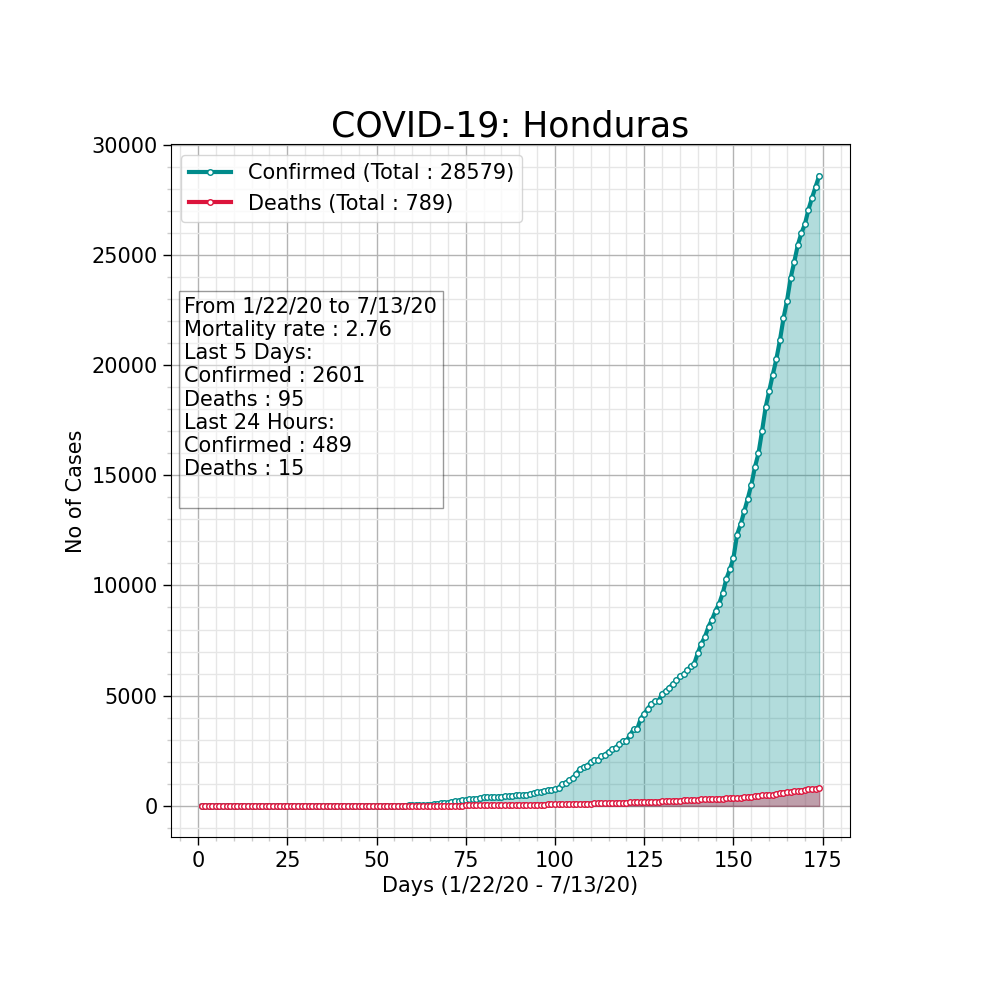 COVID-19: Honduras
30000
25000
20000
15000
10000
5000
0
No of Cases
Confirmed (Total : 28579)
Deaths (Total : 789)
From 1/22/20 to 7/13/20
Mortality rate : 2.76
Last 5 Days:
Confirmed : 2601
Deaths : 95
Last 24 Hours:
Confirmed : 489
Deaths : 15
0 25 50 75 100 125 150 175
Days (1/22/20 - 7/13/20)